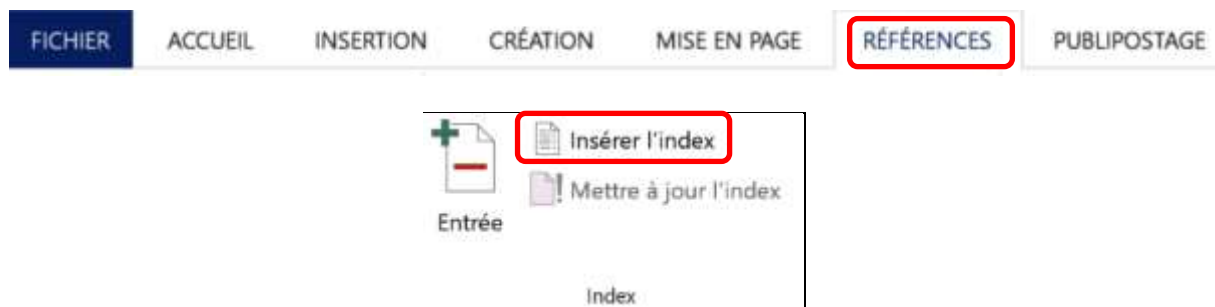 FICHIER ACCUEIL INSERTION CRÉATION MISE EN PAGE RÉFÉRENCES PUBLIPOSTAGE
Insérer l'index
Mettre à jour l'index
Entrée
Index